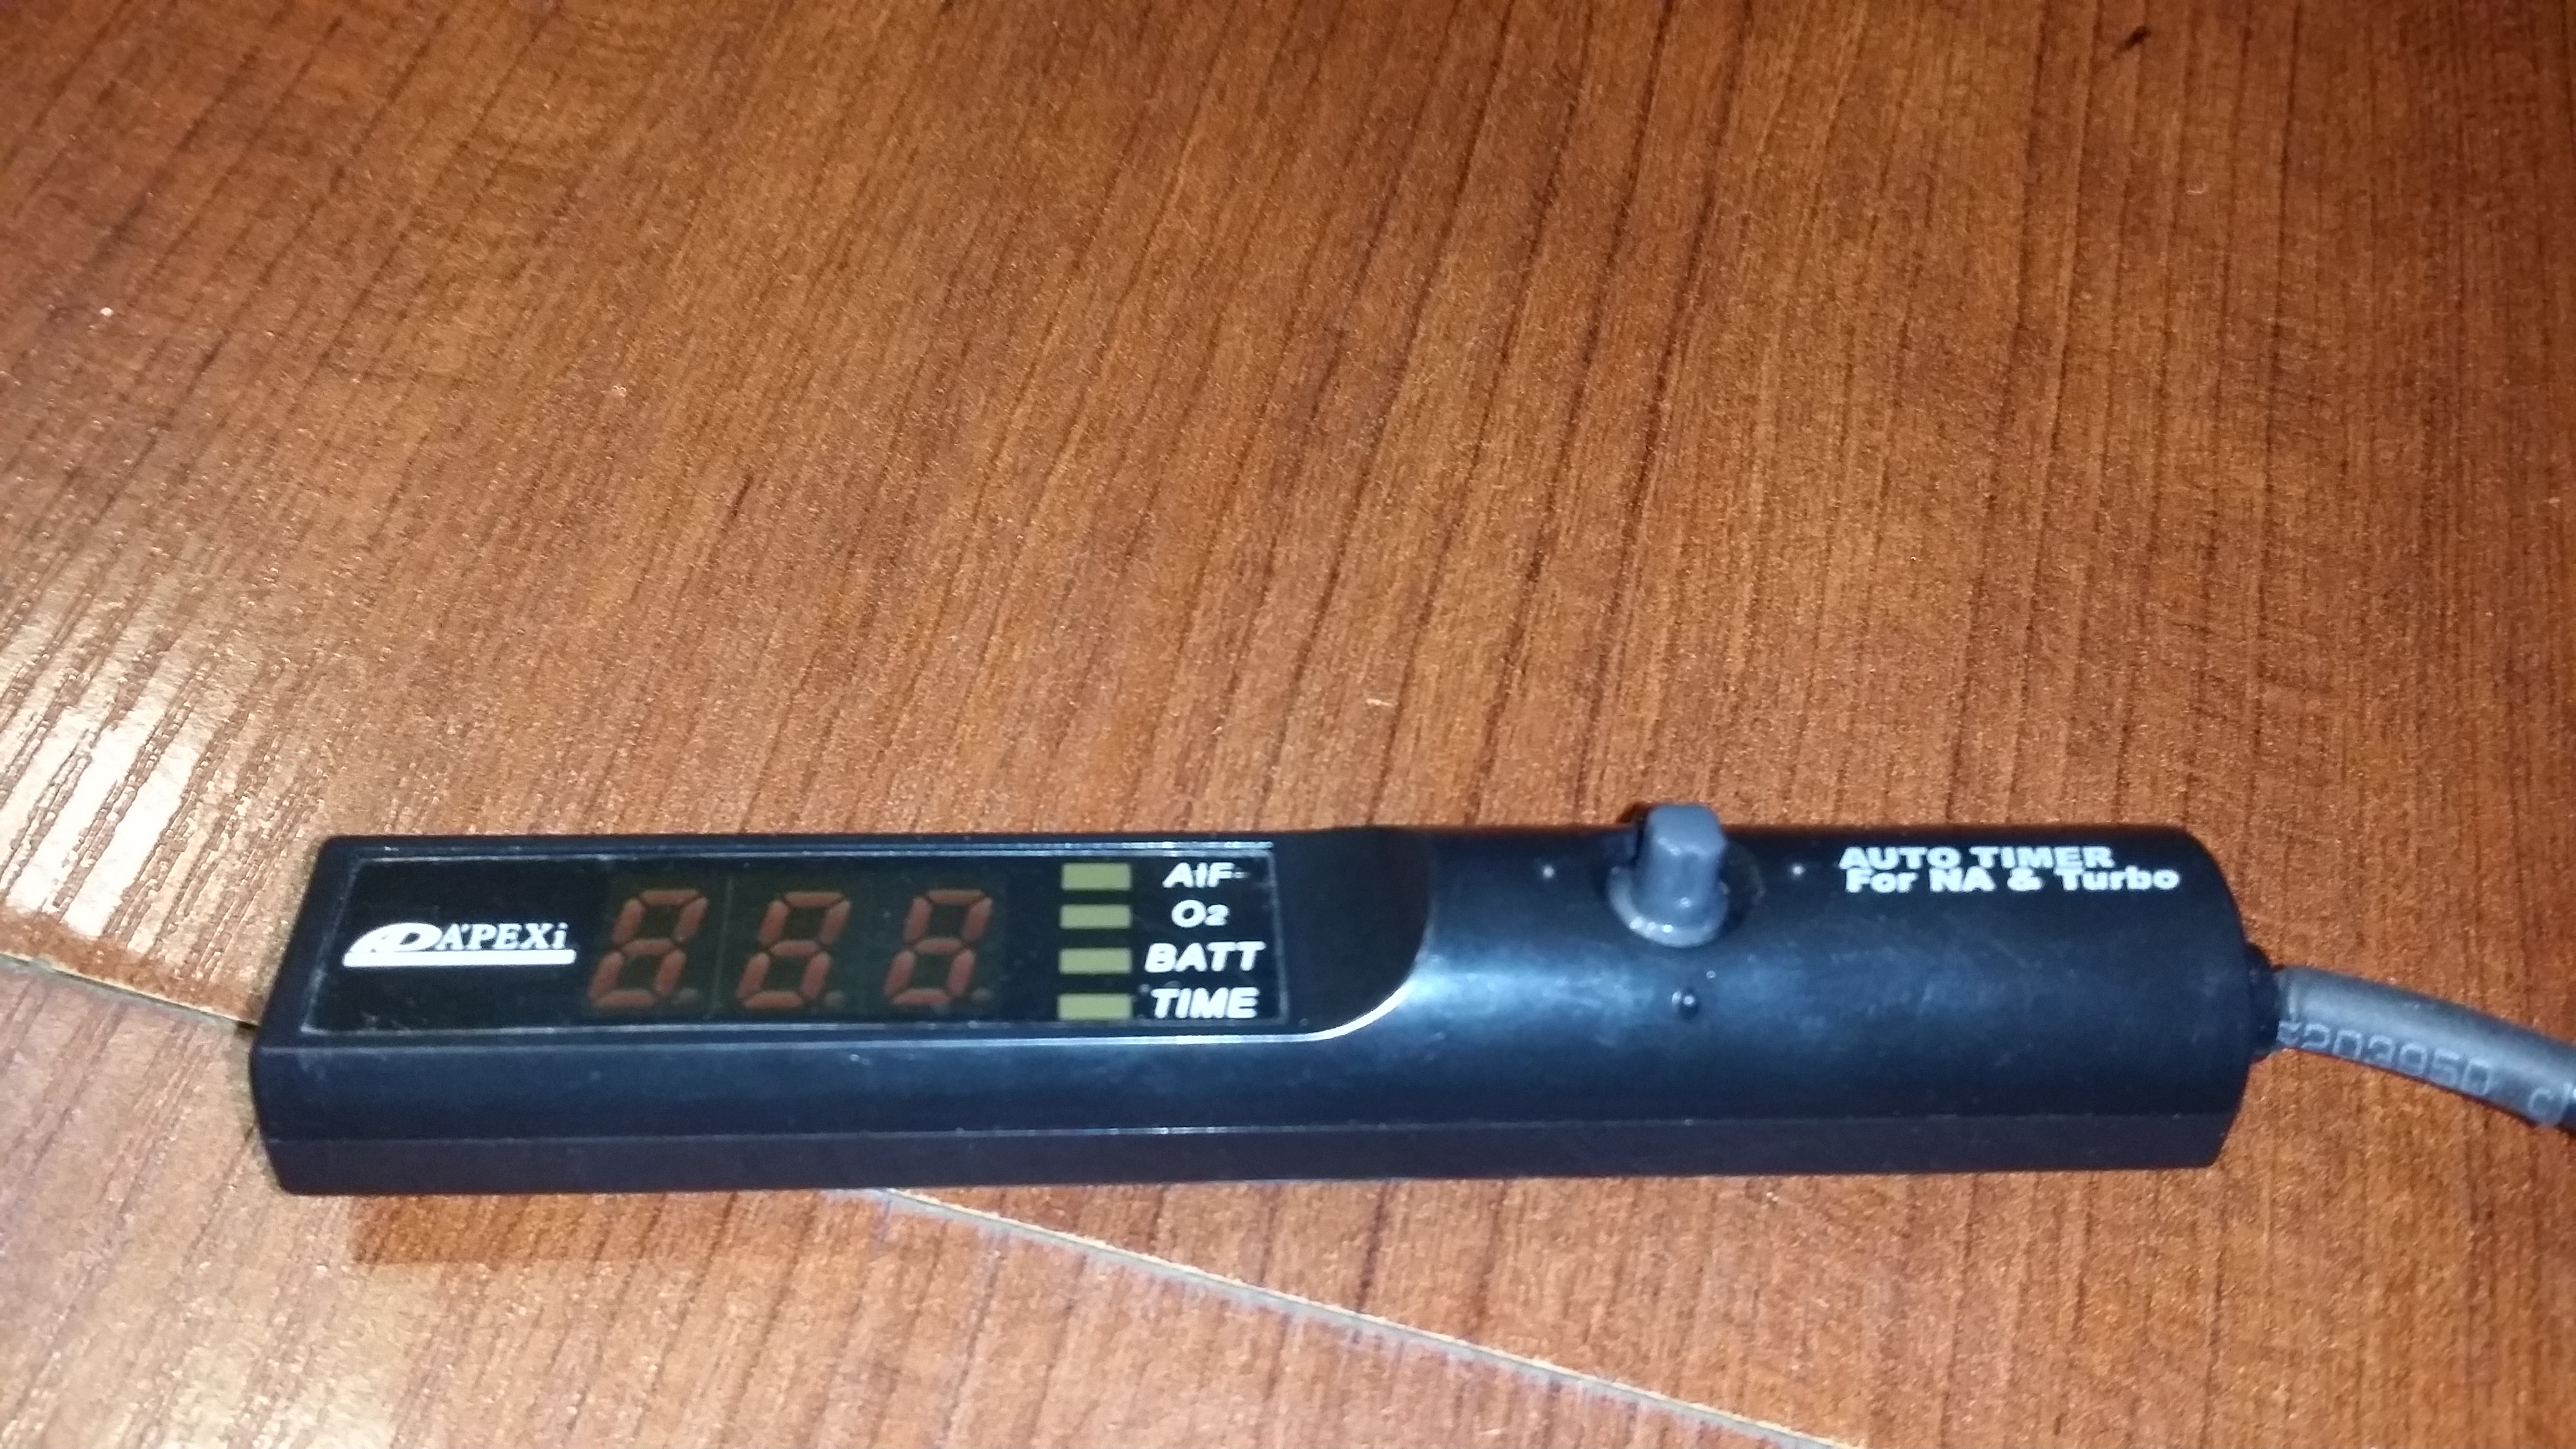 A'PEXi
A/F
O2
BATT
TIME
AUTO TIMER
For NA & Turbo